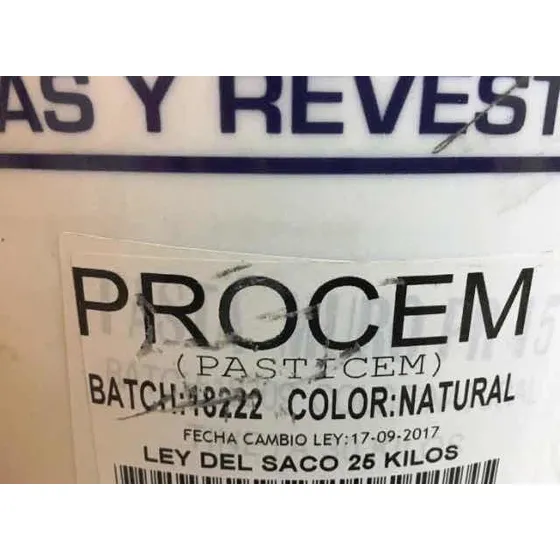 AS Y REVEST
PROCEM
(PASTICEM)
BATCH:18222 COLOR:NATURAL
FECHA CAMBIO LEY:17-09-2017
LEY DEL SACO 25 KILOS